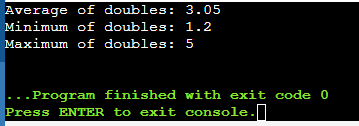 Average of doubles: 3.05
Minimum of doubles: 1.2
Maximum of doubles: 5
...Program finished with exit code 0
Press ENTER to exit console.